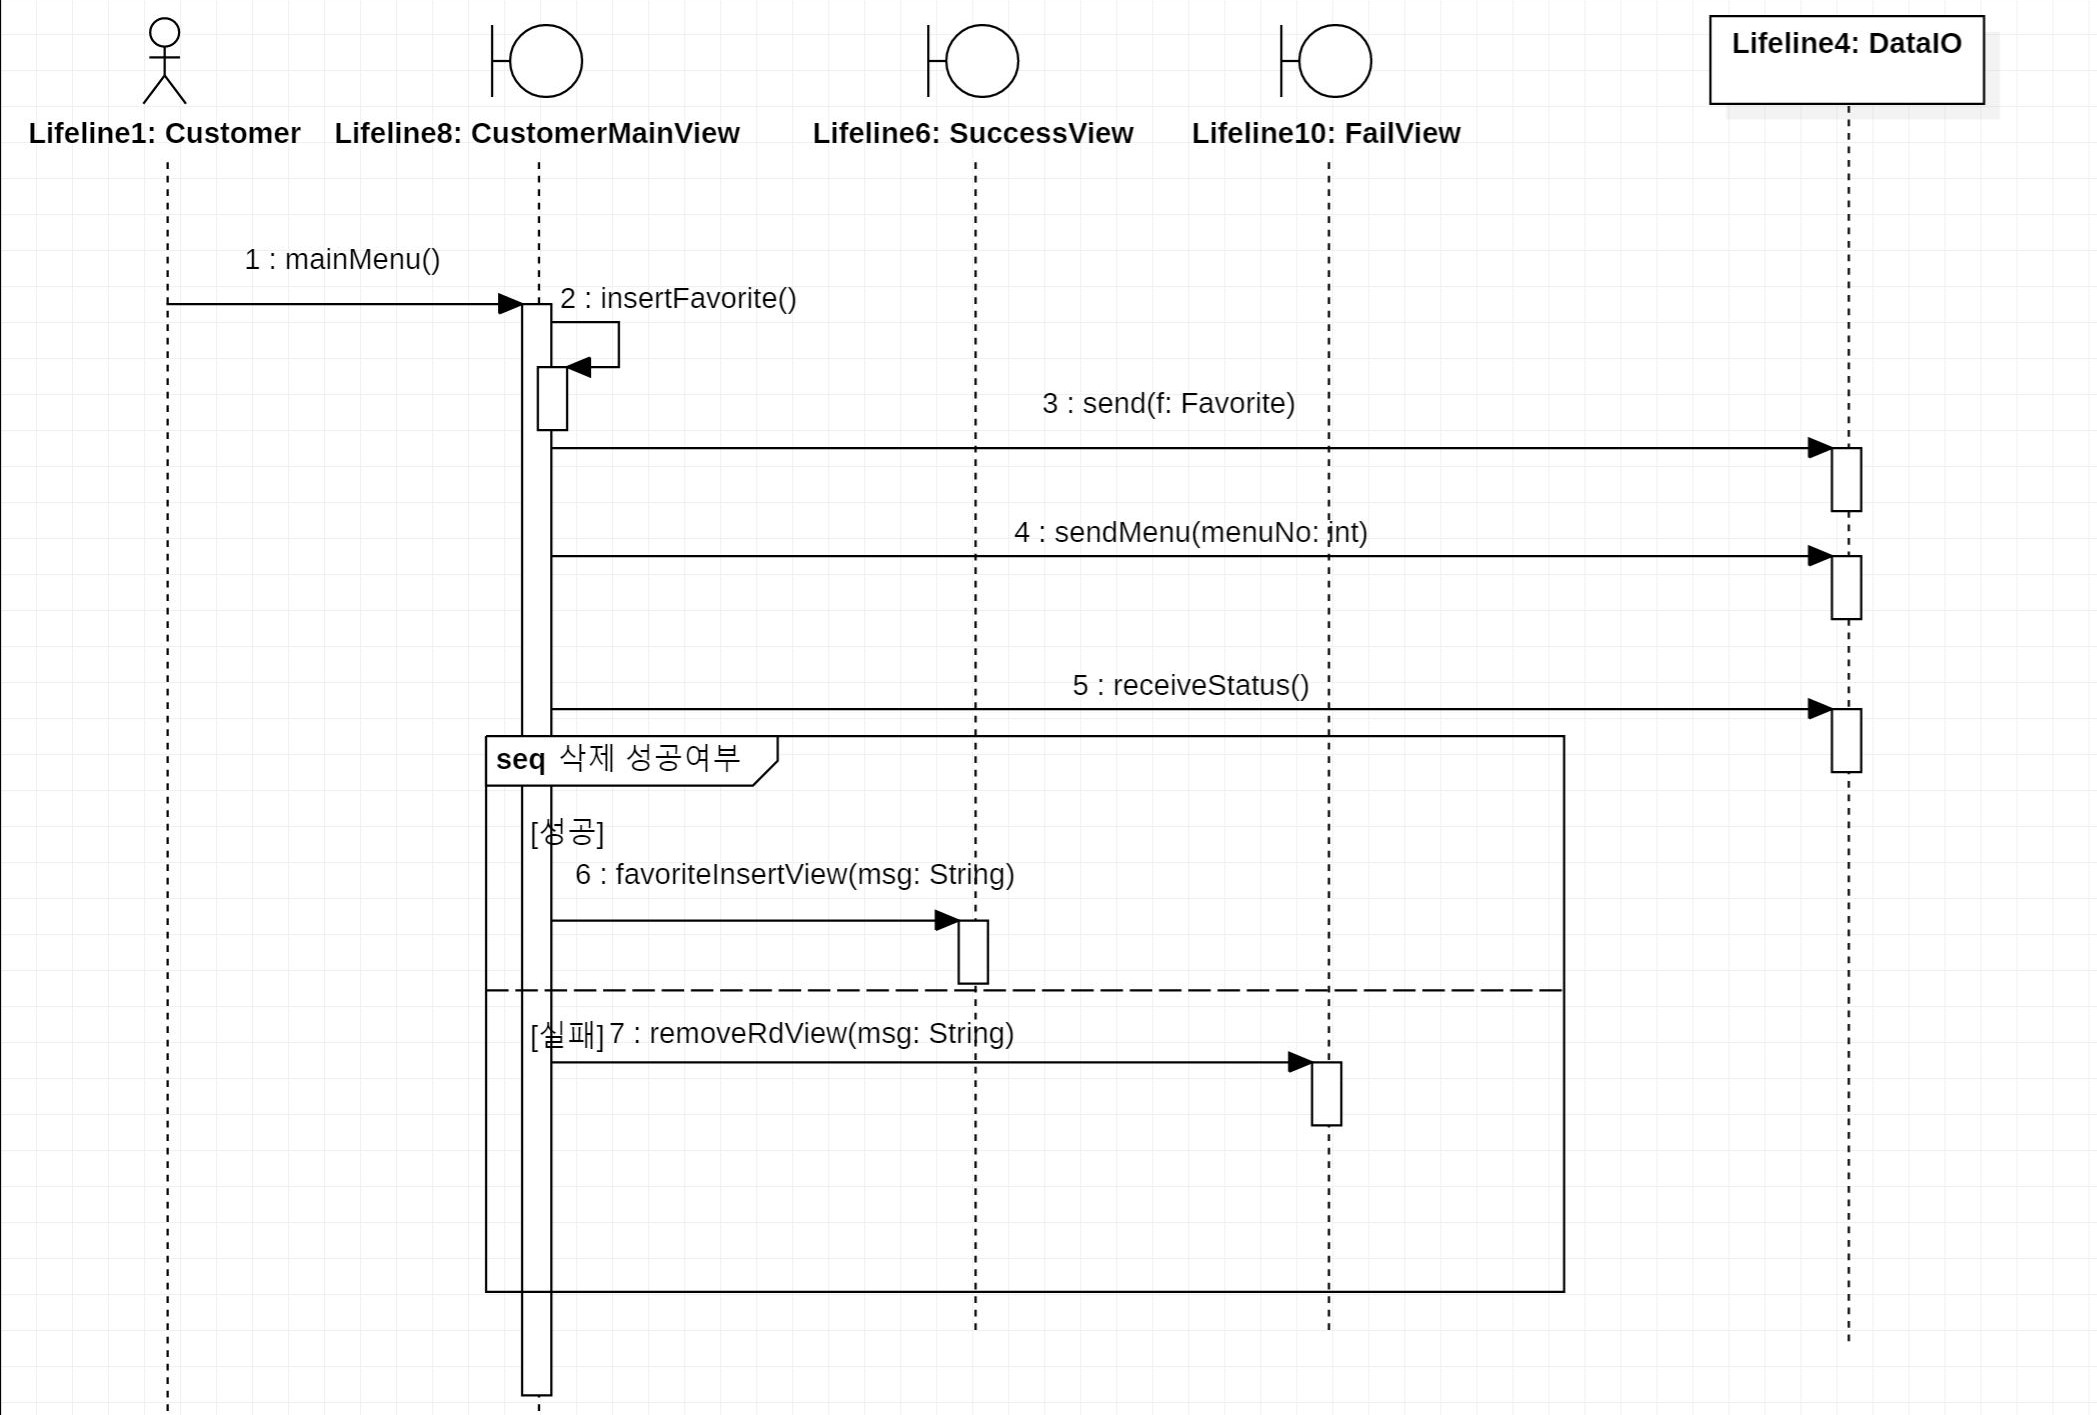 Lifeline1: Customer
Lifeline8: CustomerMainView
Lifeline6: SuccessView
Lifeline10: FailView
Lifeline4: DataIO
1 : mainMenu()
2 : insertFavorite()
3 : send(f: Favorite)
4 : sendMenu(menuNo: int)
5 : receiveStatus()
seq 삭제 성공여부
[성공]
6 : favoriteInsertView(msg: String)
[실패] 7 : removeRdView(msg: String)